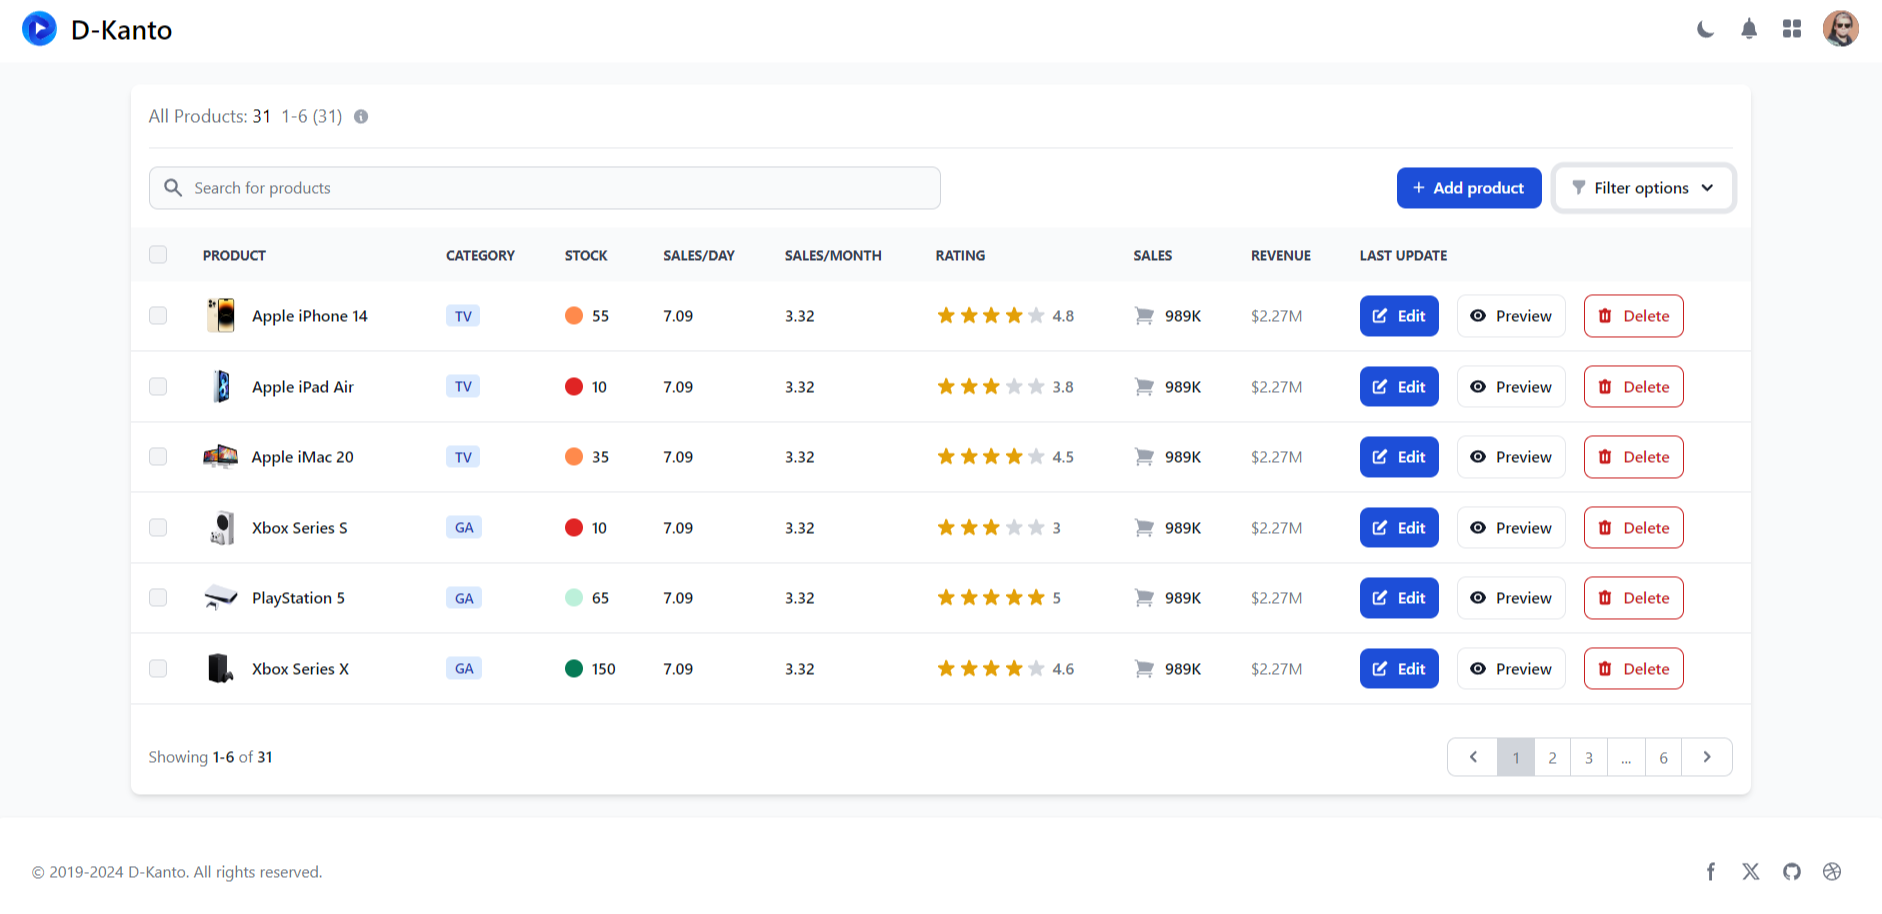 D-Kanto
All Products: 31 1-6 (31)
Search for products
+ Add product
Filter options
PRODUCT CATEGORY STOCK SALES/DAY SALES/MONTH RATING SALES REVENUE LAST UPDATE
Apple iPhone 14 TV 55 7.09 3.32 4.8 989K $2.27M Edit Preview Delete
Apple iPad Air TV 10 7.09 3.32 3.8 989K $2.27M Edit Preview Delete
Apple iMac 20 TV 35 7.09 3.32 4.5 989K $2.27M Edit Preview Delete
Xbox Series S GA 10 7.09 3.32 3 989K $2.27M Edit Preview Delete
PlayStation 5 GA 65 7.09 3.32 5 989K $2.27M Edit Preview Delete
Xbox Series X GA 150 7.09 3.32 4.6 989K $2.27M Edit Preview Delete
Showing 1-6 of 31
1 2 3 ... 6
© 2019-2024 D-Kanto. All rights reserved.